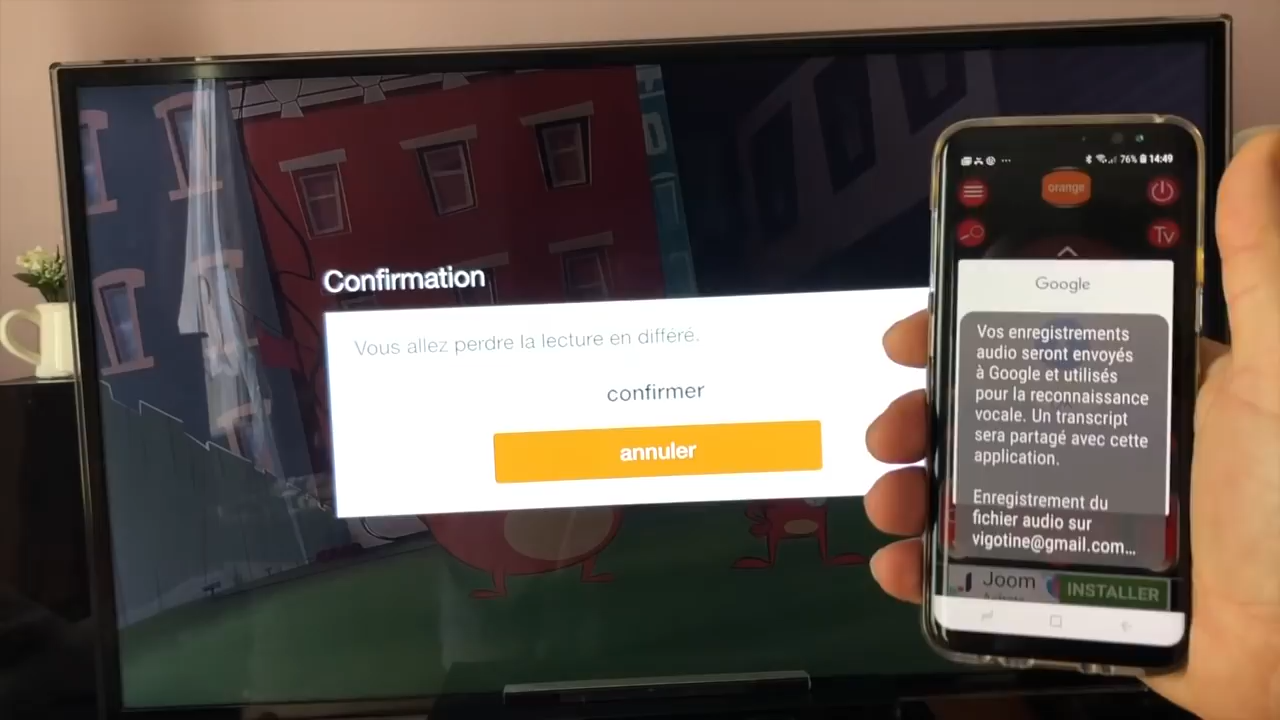 Confirmation
Vous allez perdre la lecture en différé.
confirmer
annuler
76% 14:49
orange
Tv
Google
Vos enregistrements
audio seront envoyés
à Google et utilisés
pour la reconnaissance
vocale. Un transcript
sera partagé avec cette
application.
Enregistrement du
fichier audio sur
vigotine@gmail.com...
Joom
INSTALLER